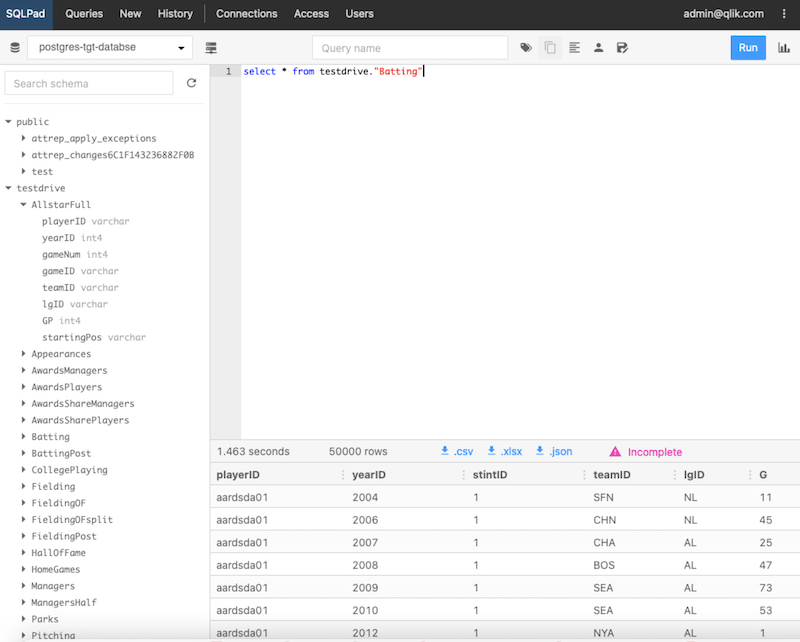 SQLPad Queries New History Connections Access Users admin@qlik.com
postgres-tgt-databse Query name Run
Search schema
public
attrep_apply_exceptions
attrep_changes6C1F143236882F0B
test
testdrive
AllstarFull
playerID varchar
yearID int4
gameNum int4
gameID varchar
teamID varchar
lgID varchar
GP int4
startingPos varchar
Appearances
AwardsManagers
AwardsPlayers
AwardsShareManagers
AwardsSharePlayers
Batting
BattingPost
CollegePlaying
Fielding
FieldingOF
FieldingOFsplit
FieldingPost
HallOfFame
HomeGames
Managers
ManagersHalf
Parks
Pitching
1 select * from testdrive."Batting"
1.463 seconds 50000 rows .csv .xlsx .json Incomplete
playerID yearID stintID teamID lgID G
aardsda01 2004 1 SFN NL 11
aardsda01 2006 1 CHN NL 45
aardsda01 2007 1 CHA AL 25
aardsda01 2008 1 BOS AL 47
aardsda01 2009 1 SEA AL 73
aardsda01 2010 1 SEA AL 53
aardsda01 2012 1 NYA AL 1